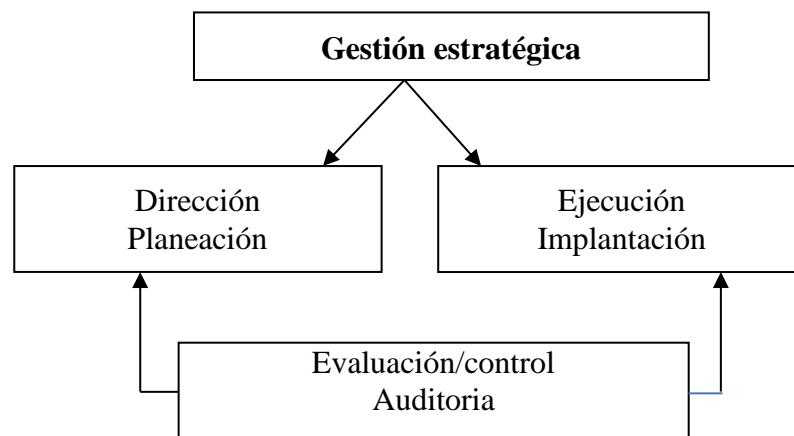 Gestión estratégica
Dirección
Planeación
Ejecución
Implantación
Evaluación/control
Auditoria